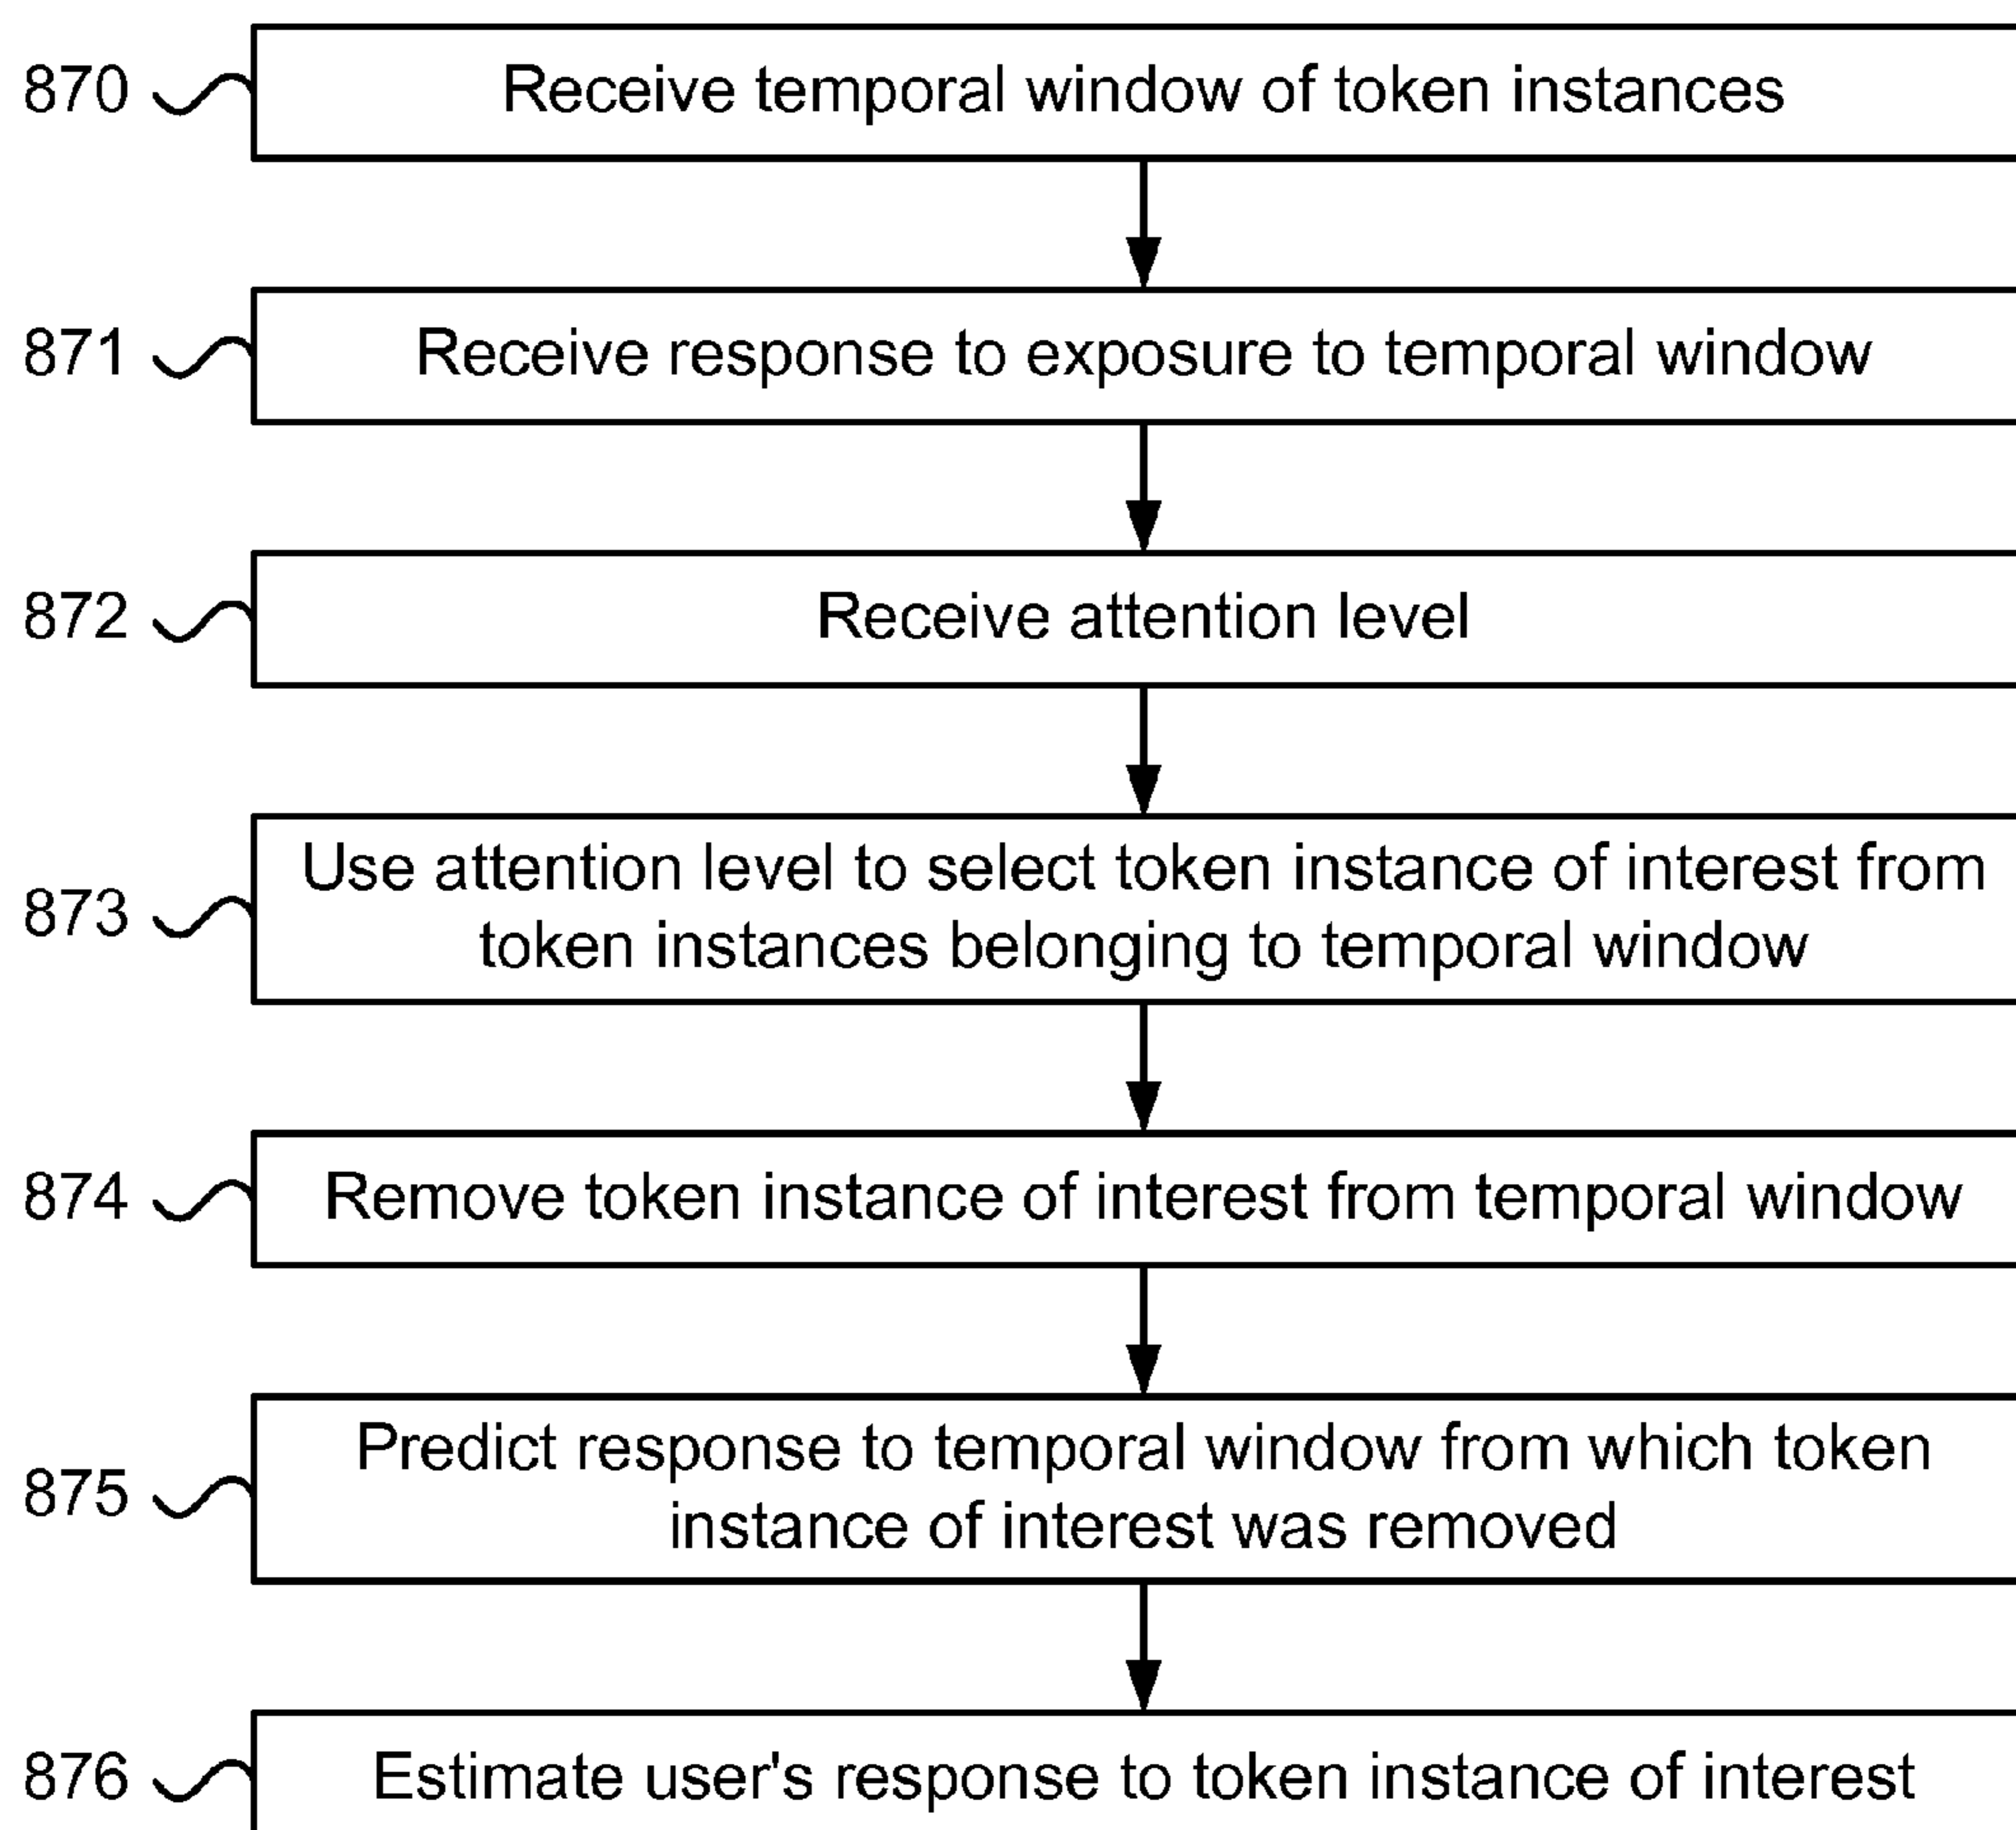 870
Receive temporal window of token instances
871
Receive response to exposure to temporal window
872
Receive attention level
873
Use attention level to select token instance of interest from
token instances belonging to temporal window
874
Remove token instance of interest from temporal window
875
Predict response to temporal window from which token
instance of interest was removed
876
Estimate user's response to token instance of interest